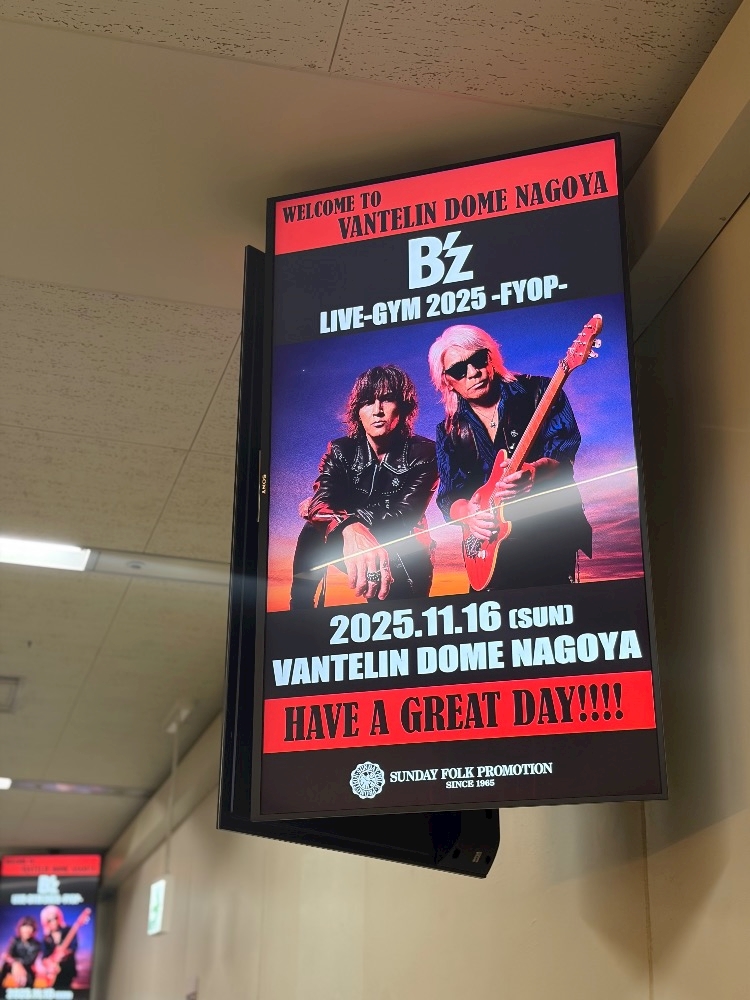 WELCOME TO
VANTELIN DOME NAGOYA
B'z
LIVE-GYM 2025 -FYOP-
SONY
2025.11.16 (SUN)
VANTELIN DOME NAGOYA
HAVE A GREAT DAY!!!!
SUNDAY FOLK PROMOTION
SINCE 1965
B'z